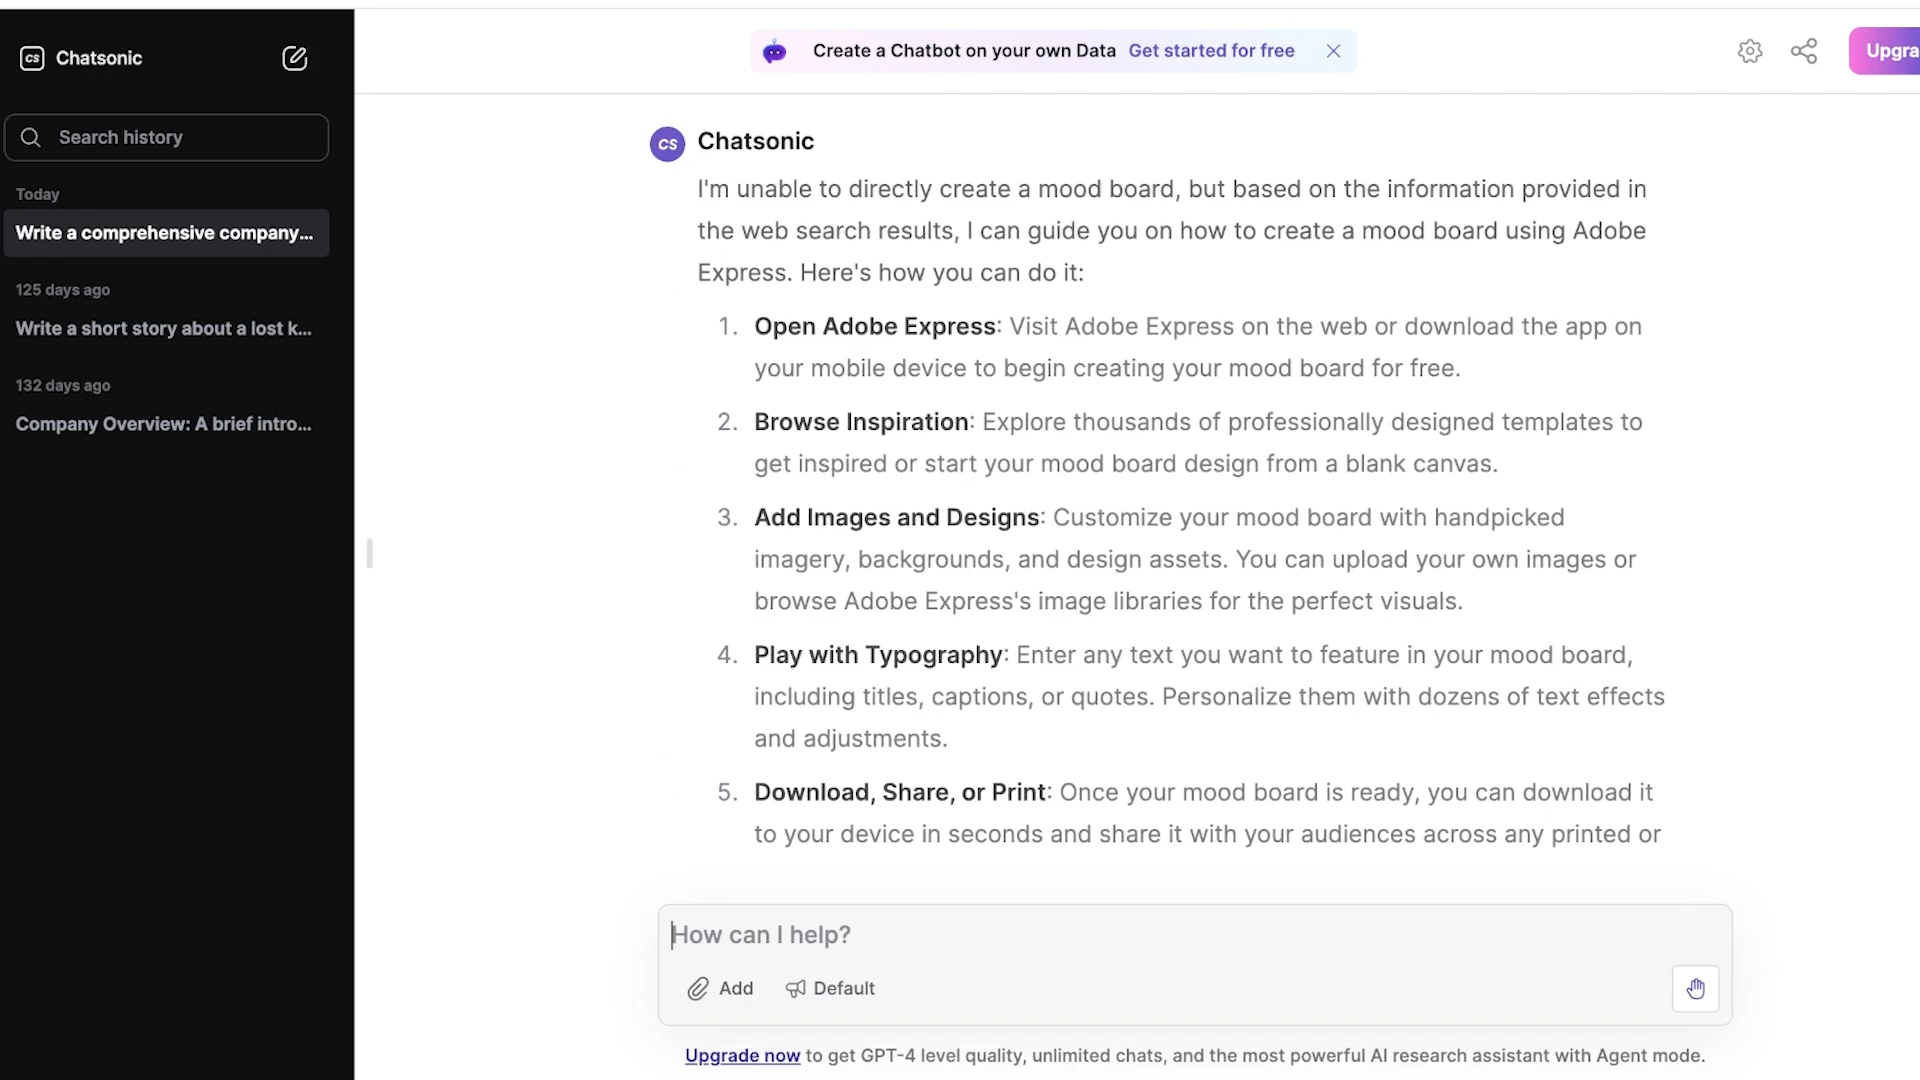 cs Chatsonic
Search history
Today
Write a comprehensive company...
125 days ago
Write a short story about a lost k...
132 days ago
Company Overview: A brief intro...
Create a Chatbot on your own Data Get started for free
Upgra
CS Chatsonic
I'm unable to directly create a mood board, but based on the information provided in
the web search results, I can guide you on how to create a mood board using Adobe
Express. Here's how you can do it:
1. Open Adobe Express: Visit Adobe Express on the web or download the app on
your mobile device to begin creating your mood board for free.
2. Browse Inspiration: Explore thousands of professionally designed templates to
get inspired or start your mood board design from a blank canvas.
3. Add Images and Designs: Customize your mood board with handpicked
imagery, backgrounds, and design assets. You can upload your own images or
browse Adobe Express's image libraries for the perfect visuals.
4. Play with Typography: Enter any text you want to feature in your mood board,
including titles, captions, or quotes. Personalize them with dozens of text effects
and adjustments.
5. Download, Share, or Print: Once your mood board is ready, you can download it
to your device in seconds and share it with your audiences across any printed or
How can I help?
Add Default
Upgrade now to get GPT-4 level quality, unlimited chats, and the most powerful AI research assistant with Agent mode.